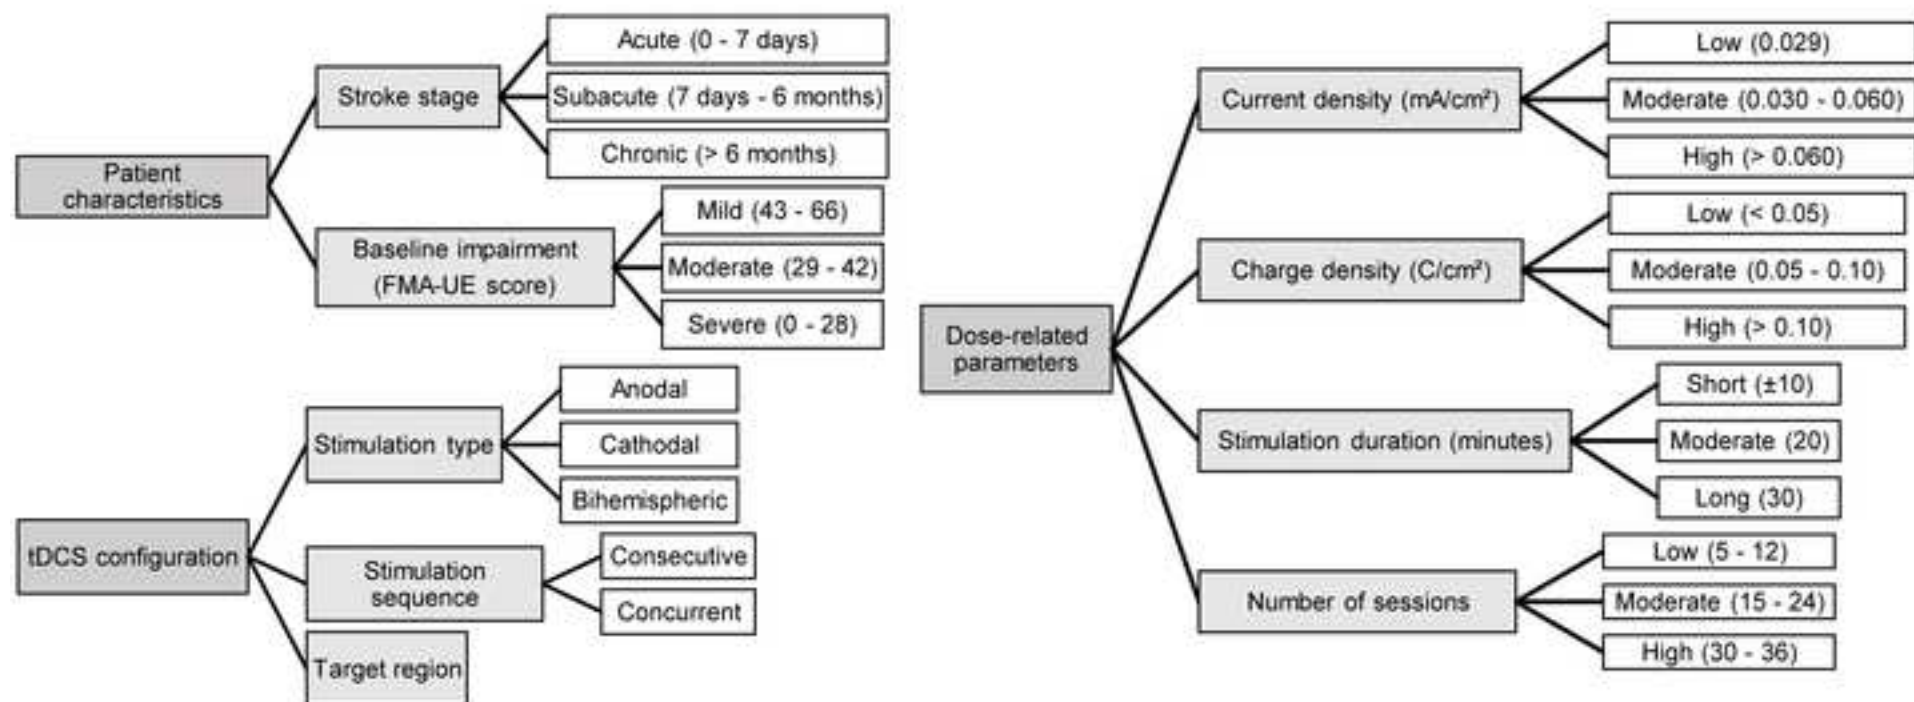 Patient
characteristics
Stroke stage
Acute (0 - 7 days)
Subacute (7 days - 6 months)
Chronic (> 6 months)
Baseline impairment
(FMA-UE score)
Mild (43 - 66)
Moderate (29 - 42)
Severe (0 - 28)
tDCS configuration
Stimulation type
Anodal
Cathodal
Bihemispheric
Stimulation
sequence
Consecutive
Concurrent
Target region
Dose-related
parameters
Current density (mA/cm²)
Low (0.029)
Moderate (0.030 - 0.060)
High (> 0.060)
Charge density (C/cm²)
Low (< 0.05)
Moderate (0.05 - 0.10)
High (> 0.10)
Stimulation duration (minutes)
Short (±10)
Moderate (20)
Long (30)
Number of sessions
Low (5 - 12)
Moderate (15 - 24)
High (30 - 36)